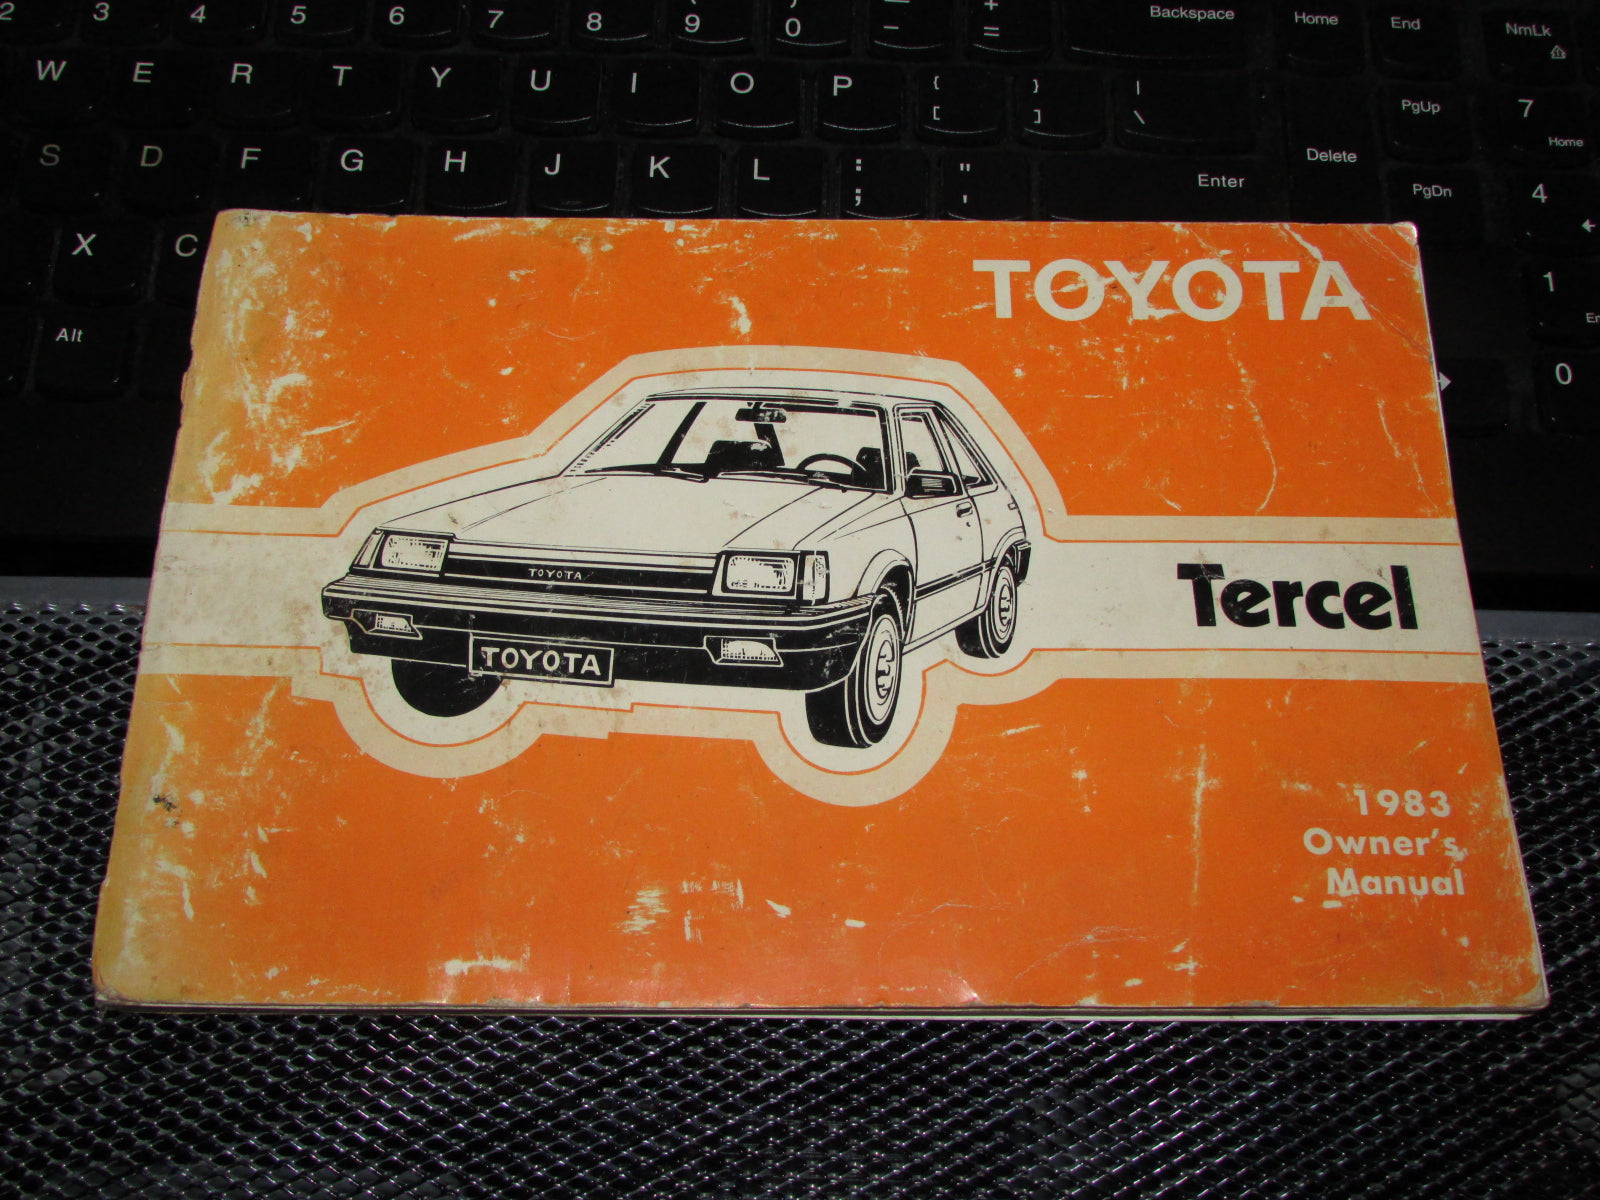 2 3 4 5 6 7 8 9 ( 0 ) - = + Backspace Home End NmLk
W E R T Y U I O P { [ } ] | \ PgUp 7 Home
S D F G H J K L : ; " ' Enter Delete PgDn 4
X C 1
Alt 0
TOYOTA
TOYOTA
TOYOTA
Tercel
1983
Owner's
Manual